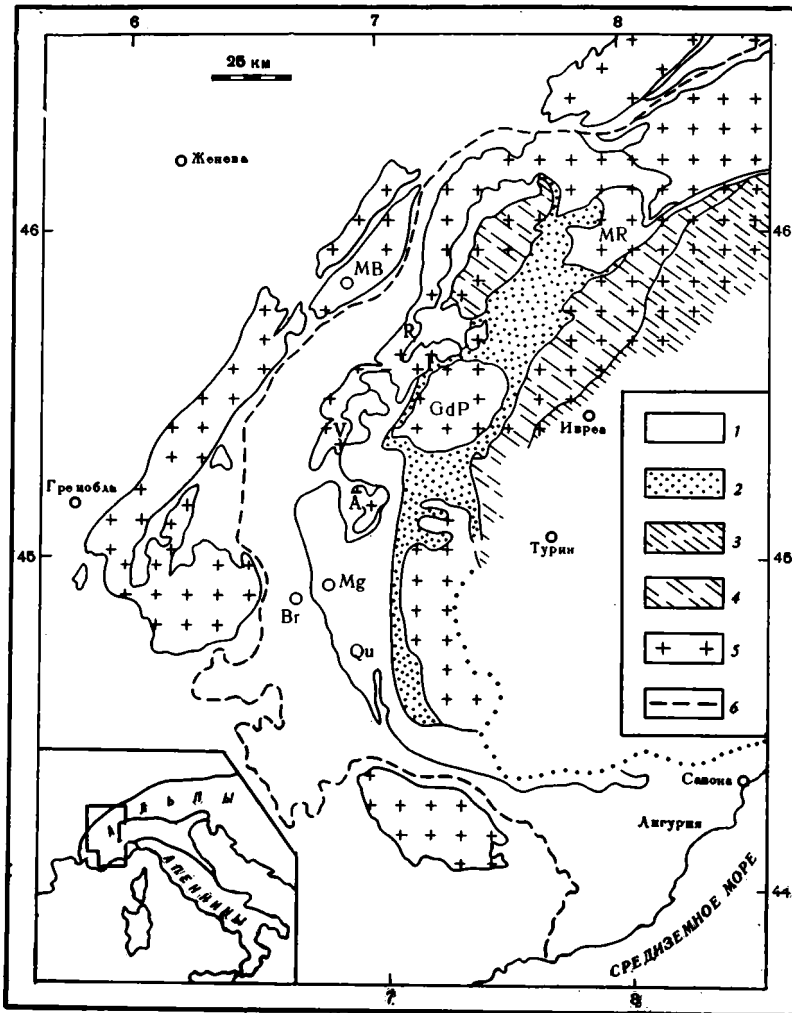 6 7 8
25 км
Женева
46 46
MR
MB
R
GdP
V
Ивреа
Гренобль
A
Турин
45 45
Mg
Br
Qu
1
2
3
4
5
6
Савона
Лигурия
АЛЬПЫ
А
АПЕННИНЫ
44
СРЕДИЗЕМНОЕ МОРЕ
7 8